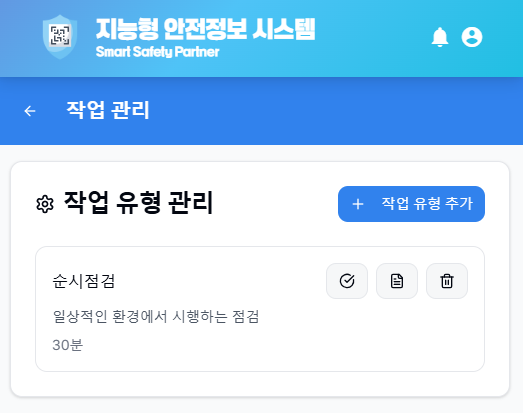 지능형 안전정보 시스템
Smart Safety Partner
작업 관리
작업 유형 관리
작업 유형 추가
순시점검
일상적인 환경에서 시행하는 점검
30분